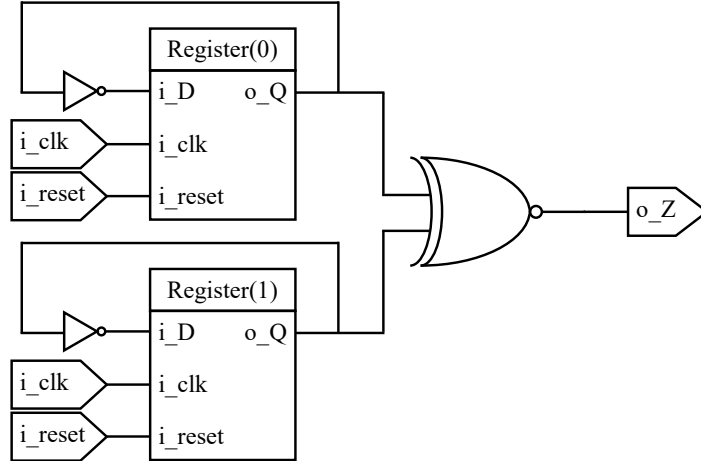 Register(0)
i_D o_Q
i_clk i_clk
i_reset i_reset
o_Z
Register(1)
i_D o_Q
i_clk i_clk
i_reset i_reset